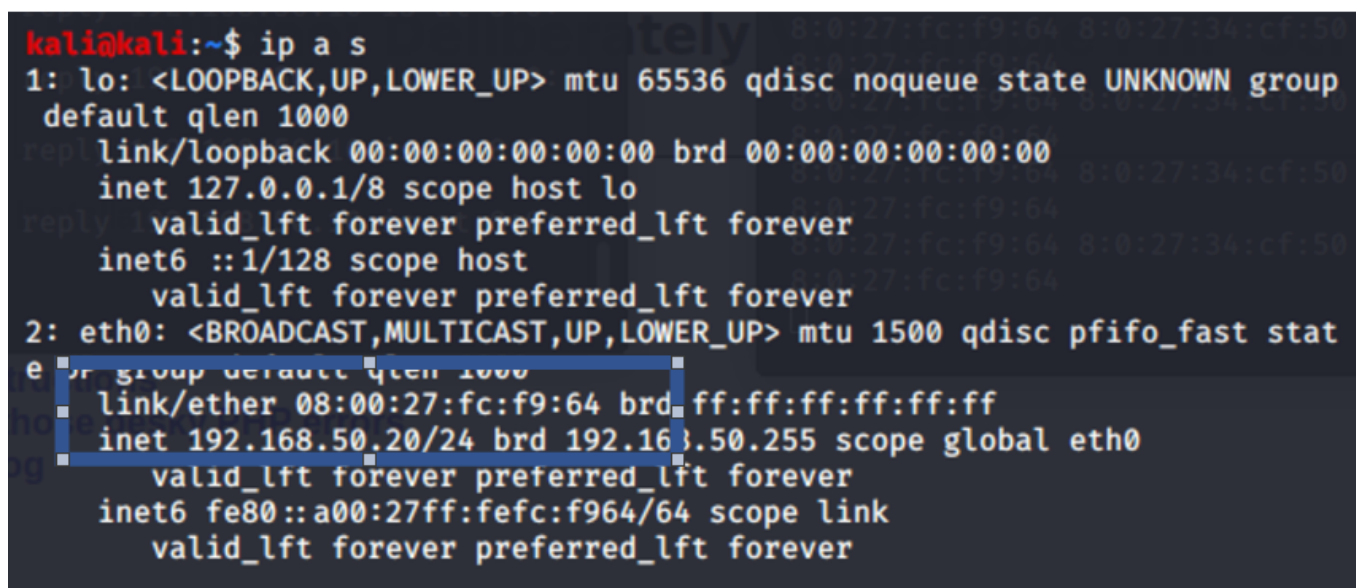 kali@kali:~$ ip a s
1: lo: <LOOPBACK,UP,LOWER_UP> mtu 65536 qdisc noqueue state UNKNOWN group
default qlen 1000
link/loopback 00:00:00:00:00:00 brd 00:00:00:00:00:00
inet 127.0.0.1/8 scope host lo
valid_lft forever preferred_lft forever
inet6 ::1/128 scope host
valid_lft forever preferred_lft forever
2: eth0: <BROADCAST,MULTICAST,UP,LOWER_UP> mtu 1500 qdisc pfifo_fast stat
e UP group default qlen 1000
link/ether 08:00:27:fc:f9:64 brd ff:ff:ff:ff:ff:ff
inet 192.168.50.20/24 brd 192.168.50.255 scope global eth0
valid_lft forever preferred_lft forever
inet6 fe80::a00:27ff:fefc:f964/64 scope link
valid_lft forever preferred_lft forever